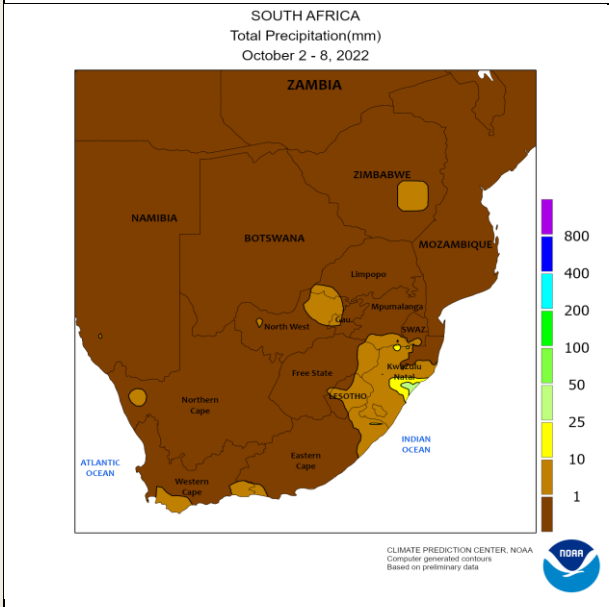 SOUTH AFRICA
Total Precipitation(mm)
October 2 - 8, 2022
ZAMBIA
ZIMBABWE
NAMIBIA
BOTSWANA
MOZAMBIQUE
Limpopo
Mpumalanga
Gau.
North West
SWAZ.
Free State
KwaZulu
Natal
LESOTHO
Northern
Cape
Eastern
Cape
Western
Cape
ATLANTIC
OCEAN
INDIAN
OCEAN
800
400
200
100
50
25
10
1
CLIMATE PREDICTION CENTER, NOAA
Computer generated contours
Based on preliminary data
NOAA